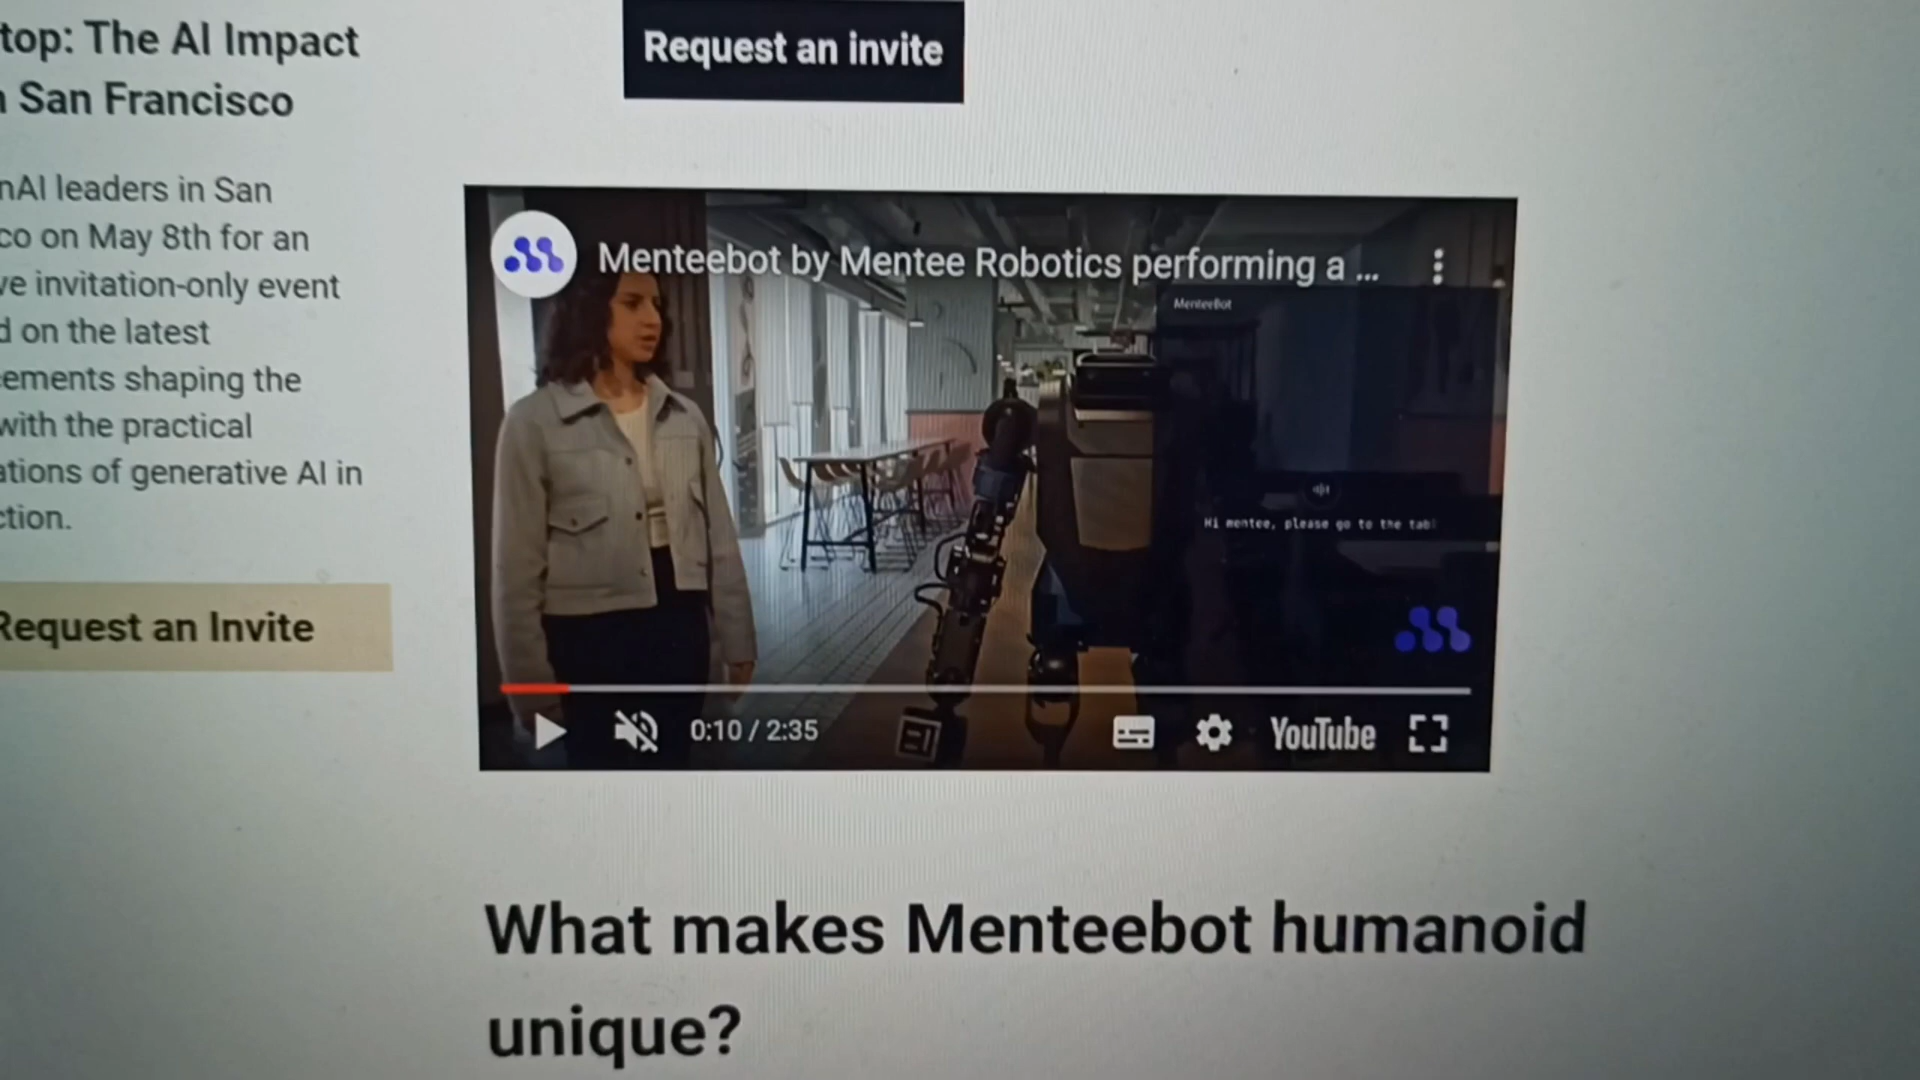 top: The AI Impact
San Francisco
nAI leaders in San
co on May 8th for an
ve invitation-only event
d on the latest
ements shaping the
with the practical
ations of generative AI in
ction.
Request an Invite
Request an invite
Menteebot by Mentee Robotics performing a ...
MenteeBot
Hi mentee, please go to the tabl
0:10 / 2:35
YouTube
What makes Menteebot humanoid
unique?